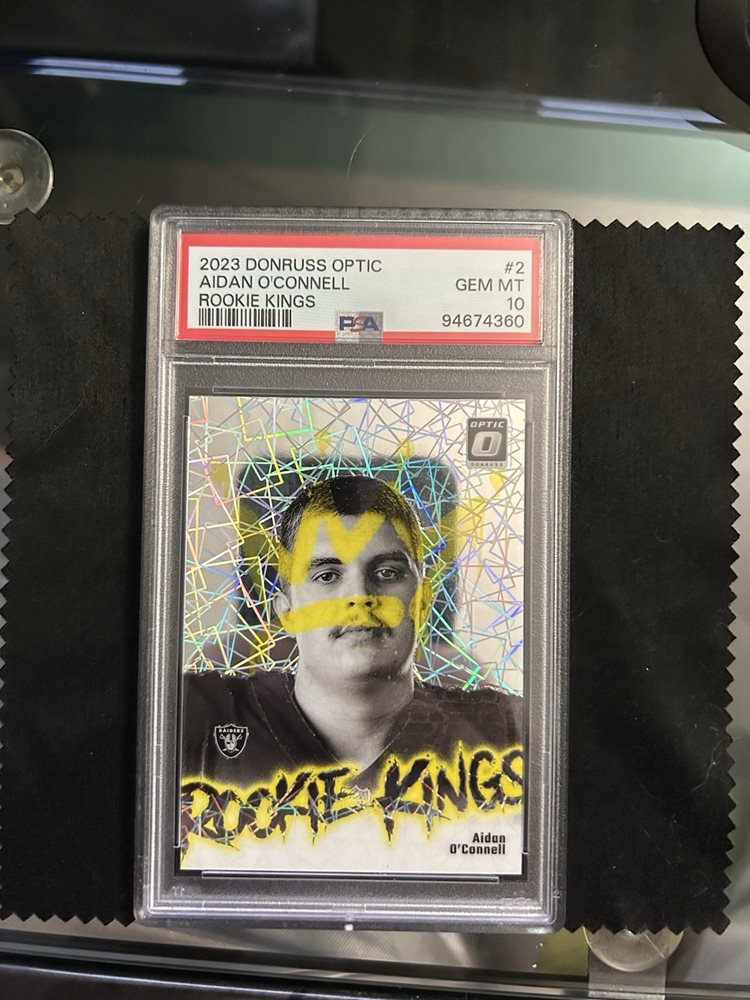 2023 DONRUSS OPTIC #2
AIDAN O'CONNELL GEM MT
ROOKIE KINGS 10
PSA 94674360
OPTIC
O
DONRUSS
RAIDERS
ROOKIE KINGS
Aidan
O'Connell